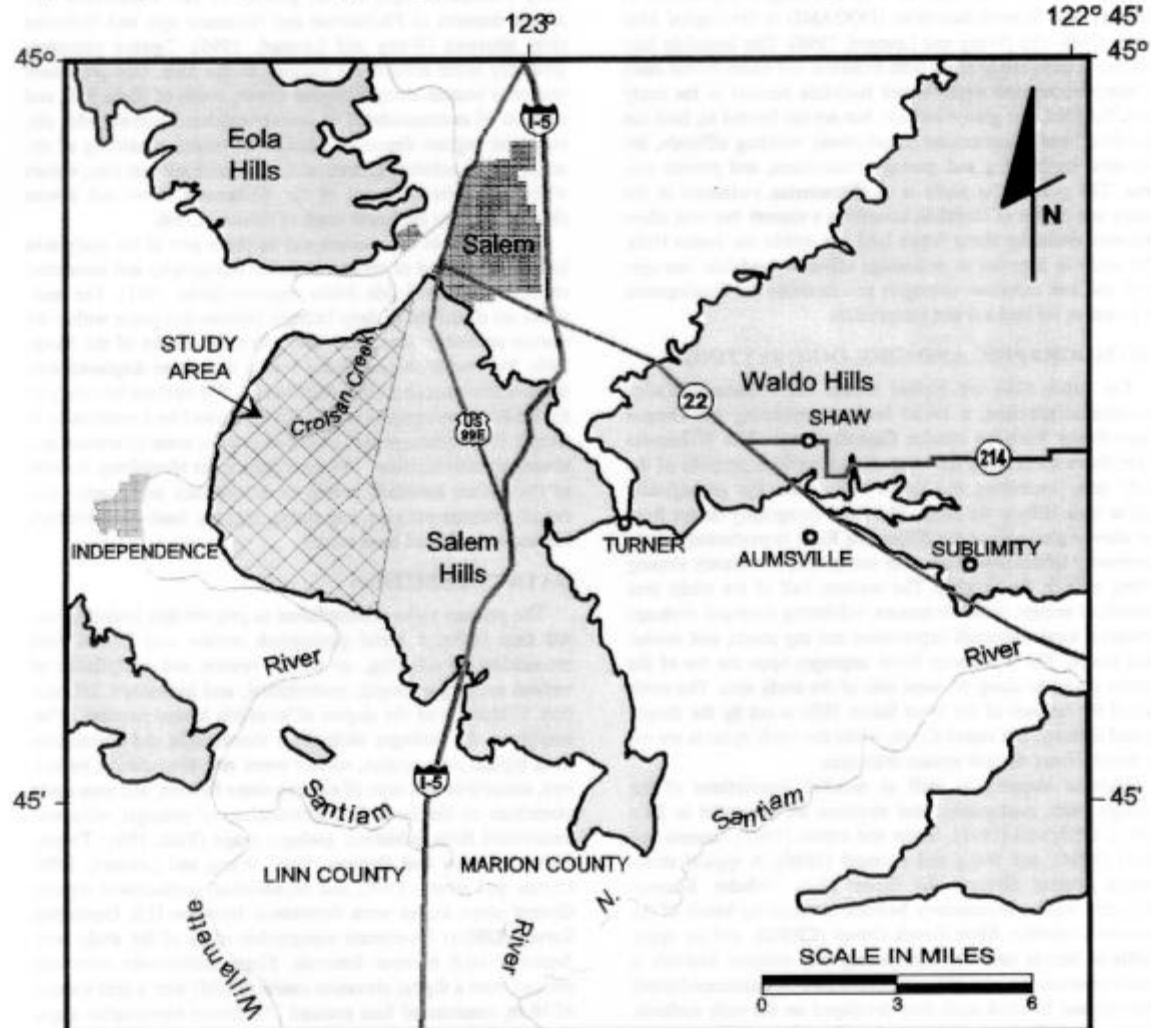 123°
122° 45'
45°
45°
Eola
Hills
I-5
N
Salem
STUDY
AREA
Croisan Creek
Waldo Hills
22
SHAW
US
99E
214
INDEPENDENCE
Salem
Hills
TURNER
AUMSVILLE
SUBLIMITY
River
River
I-5
Santiam
Santiam
45'
45'
LINN COUNTY
MARION COUNTY
N.
Willamette
River
SCALE IN MILES
0 3 6